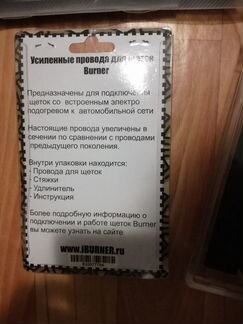 Усиленные провода для щеток
Burner
Предназначены для подключения
щеток со встроенным электро
подогревом к автомобильной сети
Настоящие провода увеличены в
сечении по сравнении с проводами
предыдущего поколения.
Внутри упаковки находится:
- Провода для щеток
- Стяжки
- Удлинитель
- Инструкция
Более подробную информацию о
подключении и работе щеток Burner
вы можете узнать на сайте
www.iBURNER.ru